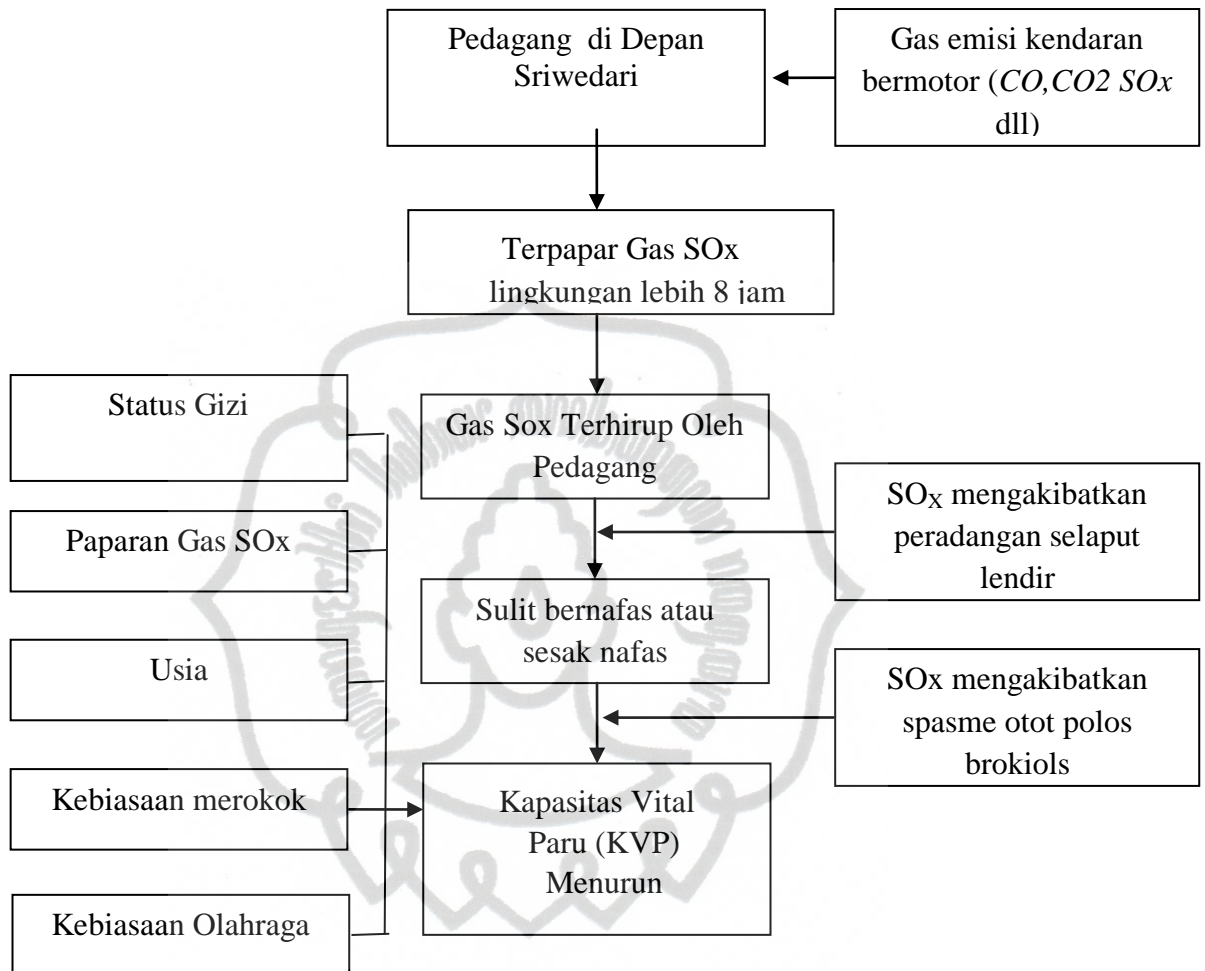 Pedagang di Depan
Sriwedari
Gas emisi kendaran
bermotor (CO,CO2 SOx
dll)
Terpapar Gas SOx
lingkungan lebih 8 jam
Status Gizi
Gas Sox Terhirup Oleh
Pedagang
Paparan Gas SOx
SOX mengakibatkan
peradangan selaput
lendir
Sulit bernafas atau
sesak nafas
Usia
SOx mengakibatkan
spasme otot polos
brokiols
Kebiasaan merokok
Kapasitas Vital
Paru (KVP)
Menurun
Kebiasaan Olahraga